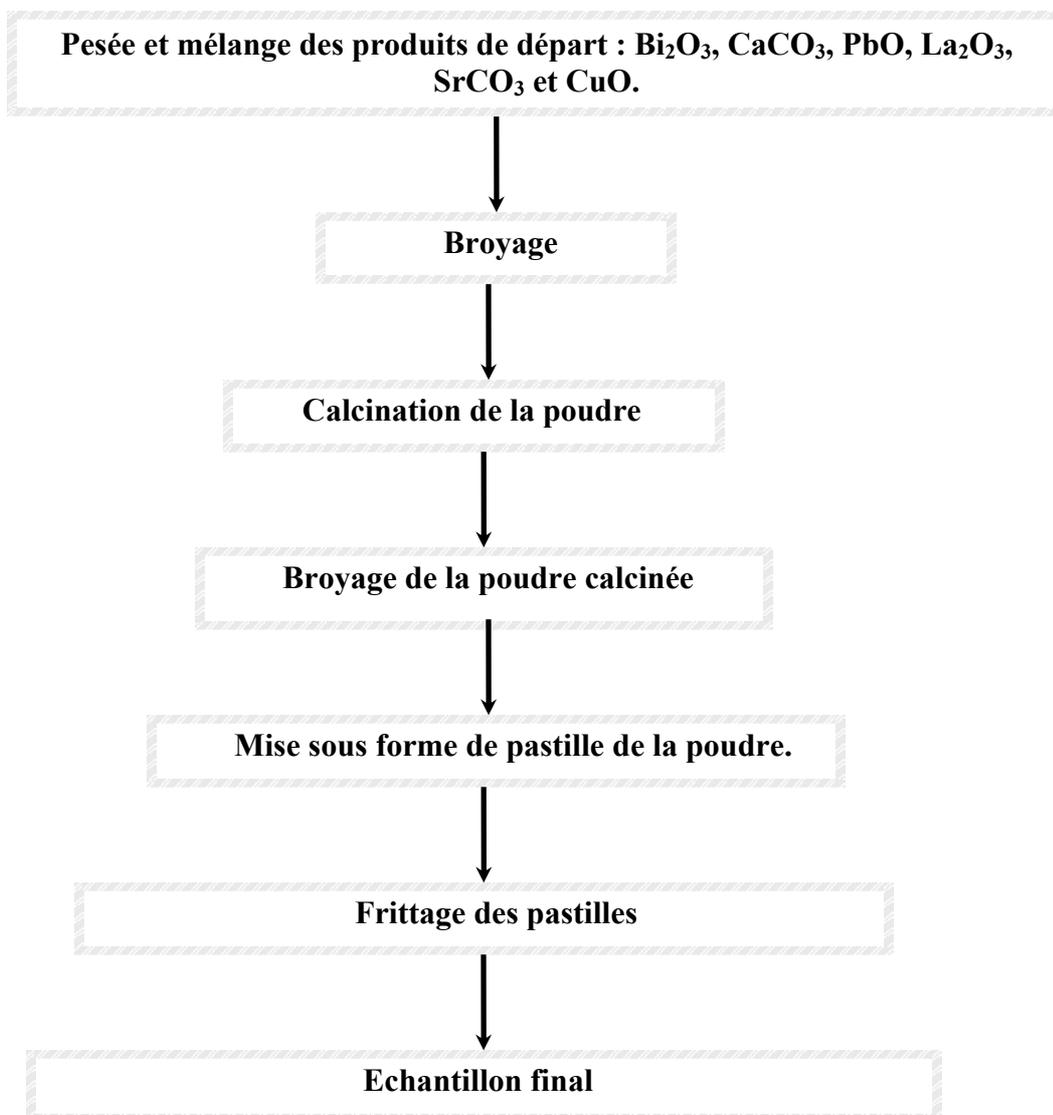 Pesée et mélange des produits de départ : Bi₂O₃, CaCO₃, PbO, La₂O₃,
SrCO₃ et CuO.
Broyage
Calcination de la poudre
Broyage de la poudre calcinée
Mise sous forme de pastille de la poudre.
Frittage des pastilles
Echantillon final